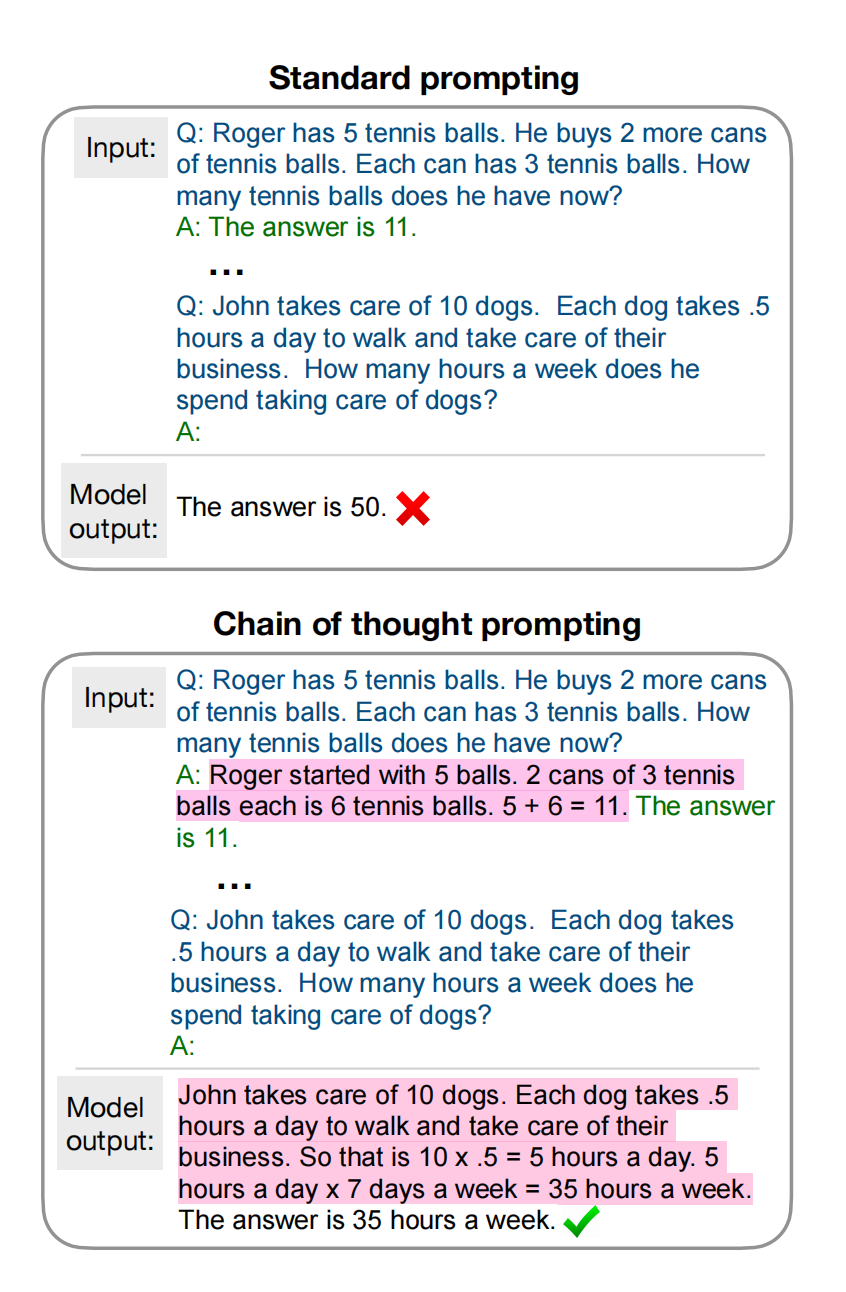 Standard prompting
Input:
Q: Roger has 5 tennis balls. He buys 2 more cans
of tennis balls. Each can has 3 tennis balls. How
many tennis balls does he have now?
A: The answer is 11.
...
Q: John takes care of 10 dogs.  Each dog takes .5
hours a day to walk and take care of their
business.  How many hours a week does he
spend taking care of dogs?
A:
Model
output:
The answer is 50.
Chain of thought prompting
Input:
Q: Roger has 5 tennis balls. He buys 2 more cans
of tennis balls. Each can has 3 tennis balls. How
many tennis balls does he have now?
A: Roger started with 5 balls. 2 cans of 3 tennis
balls each is 6 tennis balls. 5 + 6 = 11. The answer
is 11.
...
Q: John takes care of 10 dogs.  Each dog takes
.5 hours a day to walk and take care of their
business.  How many hours a week does he
spend taking care of dogs?
A:
Model
output:
John takes care of 10 dogs. Each dog takes .5
hours a day to walk and take care of their
business. So that is 10 x .5 = 5 hours a day. 5
hours a day x 7 days a week = 35 hours a week.
The answer is 35 hours a week.